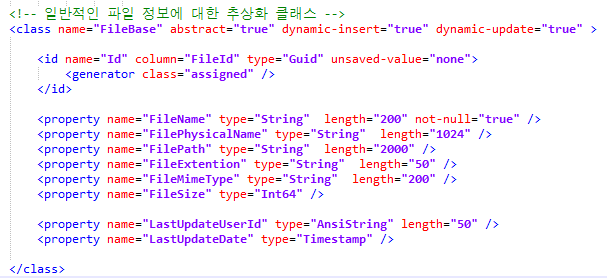 <!-- 일반적인 파일 정보에 대한 추상화 클래스 -->
<class name="FileBase" abstract="true" dynamic-insert="true" dynamic-update="true" >
<id name="Id" column="FileId" type="Guid" unsaved-value="none">
<generator class="assigned" />
</id>
<property name="FileName" type="String"  length="200" not-null="true" />
<property name="FilePhysicalName" type="String"  length="1024" />
<property name="FilePath" type="String"  length="2000" />
<property name="FileExtention" type="String"  length="50" />
<property name="FileMimeType" type="String"  length="200" />
<property name="FileSize" type="Int64" />
<property name="LastUpdateUserId" type="AnsiString" length="50" />
<property name="LastUpdateDate" type="Timestamp" />
</class>